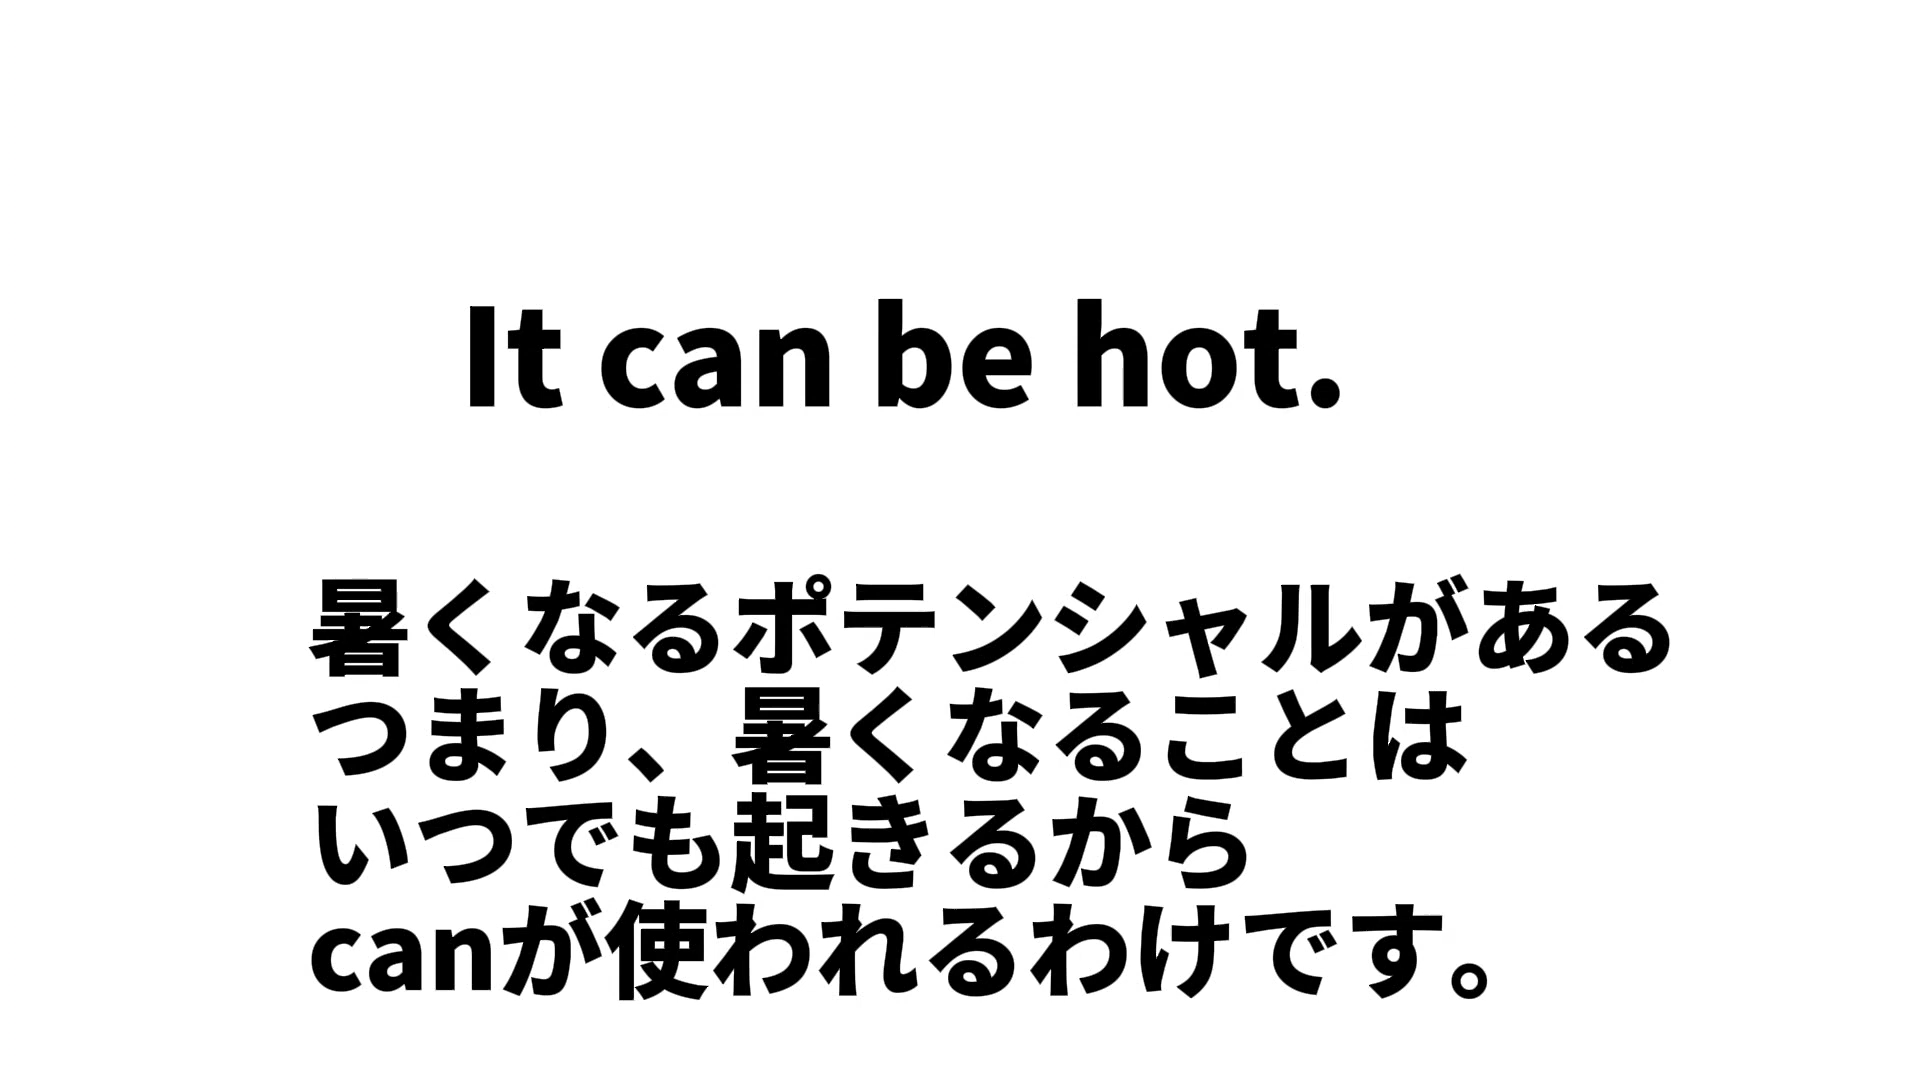 It can be hot.
暑くなるポテンシャルがある
つまり、暑くなることは
いつでも起きるから
canが使われるわけです。